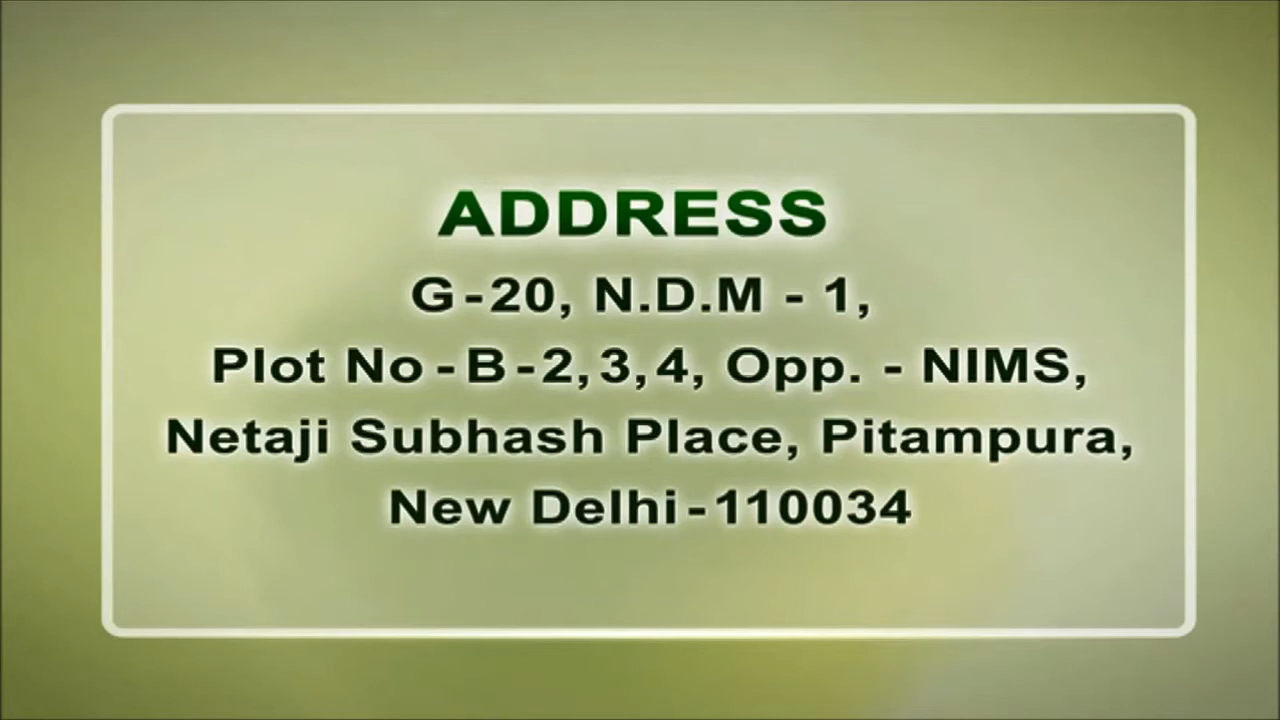 ADDRESS
G-20, N.D.M - 1,
Plot No-B-2,3,4, Opp. - NIMS,
Netaji Subhash Place, Pitampura,
New Delhi-110034